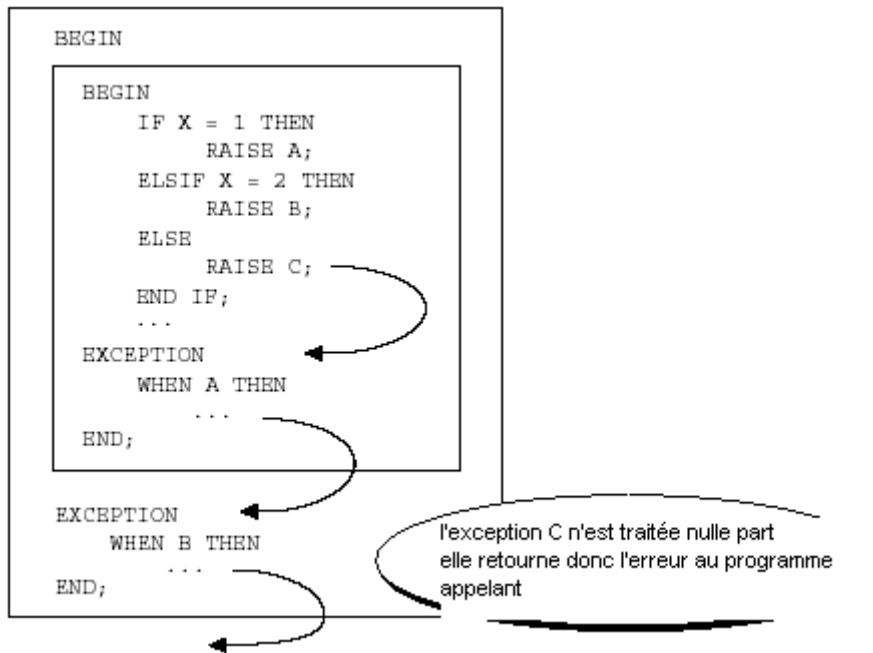 BEGIN
BEGIN
IF X = 1 THEN
RAISE A;
ELSIF X = 2 THEN
RAISE B;
ELSE
RAISE C;
END IF;
...
EXCEPTION
WHEN A THEN
...
END;
EXCEPTION
WHEN B THEN
...
END;
l'exception C n'est traitée nulle part
elle retourne donc l'erreur au programme
appelant